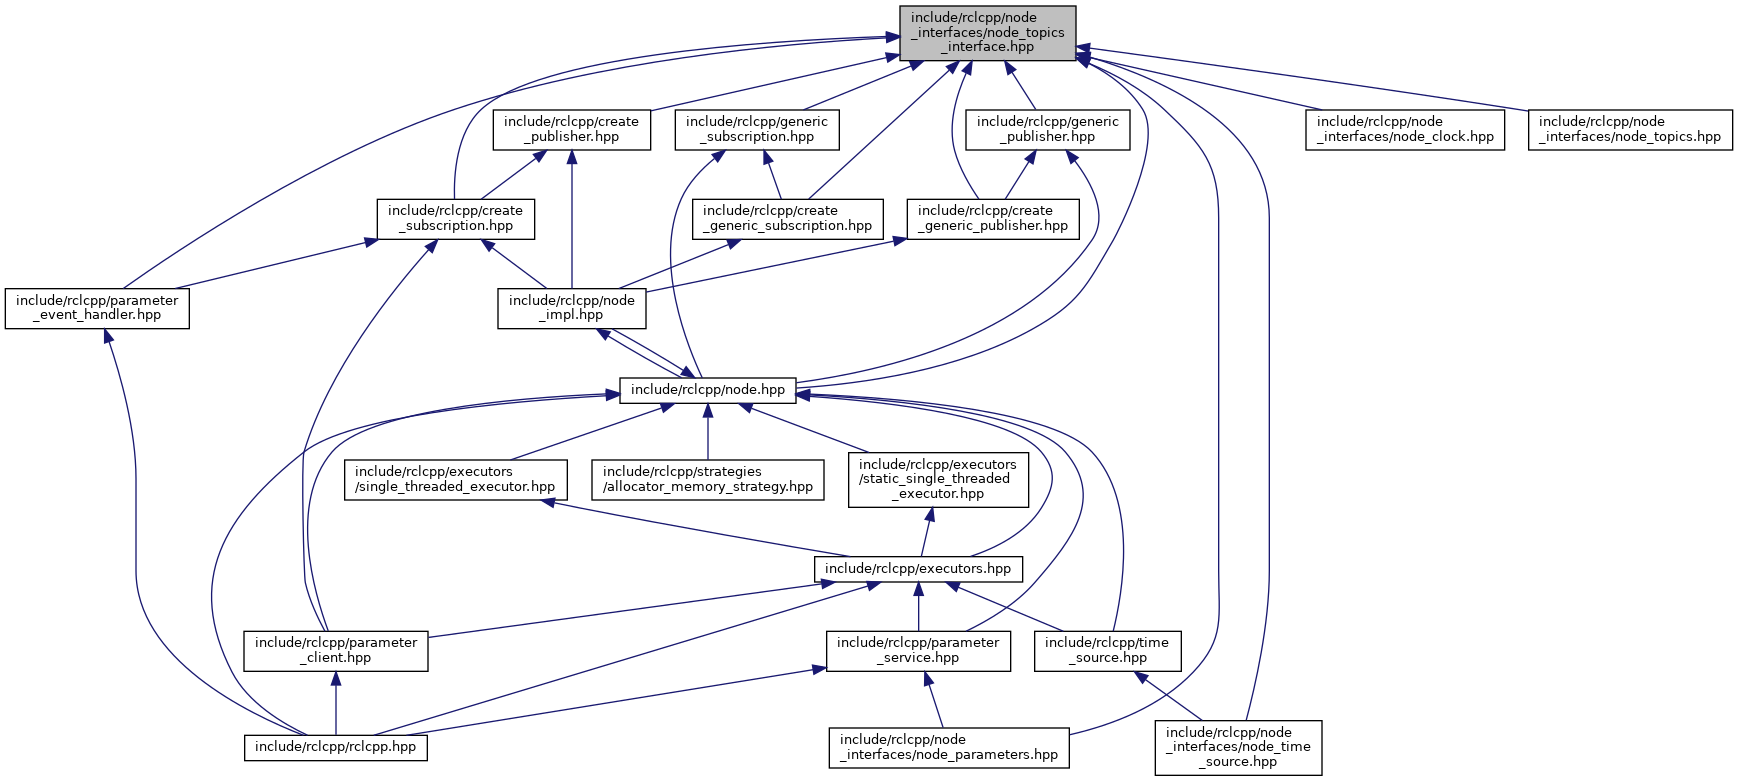 include/rclcpp/node
_interfaces/node_topics
_interface.hpp
include/rclcpp/create
_publisher.hpp
include/rclcpp/generic
_subscription.hpp
include/rclcpp/generic
_publisher.hpp
include/rclcpp/node
_interfaces/node_clock.hpp
include/rclcpp/node
_interfaces/node_topics.hpp
include/rclcpp/create
_subscription.hpp
include/rclcpp/create
_generic_subscription.hpp
include/rclcpp/create
_generic_publisher.hpp
include/rclcpp/parameter
_event_handler.hpp
include/rclcpp/node
_impl.hpp
include/rclcpp/node.hpp
include/rclcpp/executors
/single_threaded_executor.hpp
include/rclcpp/strategies
/allocator_memory_strategy.hpp
include/rclcpp/executors
/static_single_threaded
_executor.hpp
include/rclcpp/executors.hpp
include/rclcpp/parameter
_client.hpp
include/rclcpp/parameter
_service.hpp
include/rclcpp/time
_source.hpp
include/rclcpp/rclcpp.hpp
include/rclcpp/node
_interfaces/node_parameters.hpp
include/rclcpp/node
_interfaces/node_time
_source.hpp